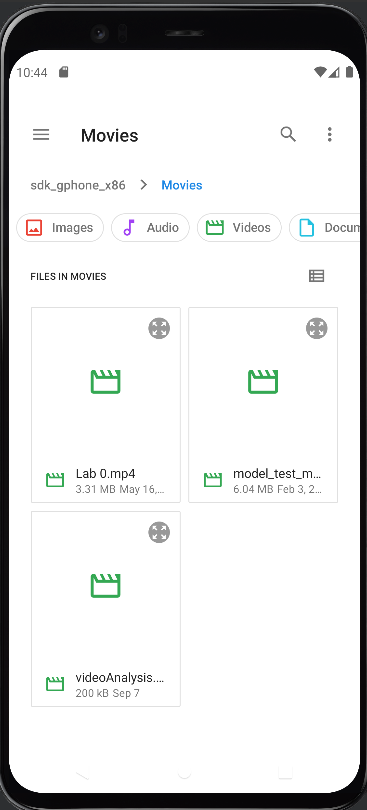 10:44
Movies
sdk_gphone_x86 > Movies
Images Audio Videos Docum
FILES IN MOVIES
Lab 0.mp4
3.31 MB May 16,...
model_test_m...
6.04 MB Feb 3, 2...
videoAnalysis....
200 kB Sep 7